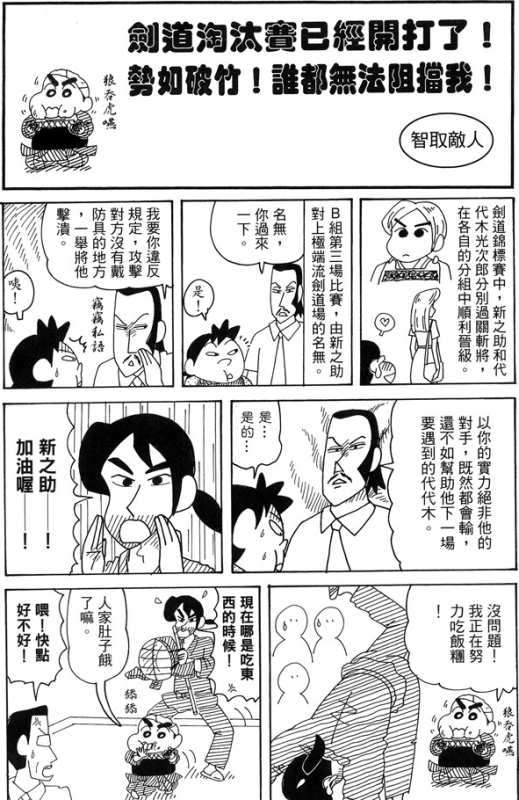 劍道淘汰賽已經開打了！
勢如破竹！誰都無法阻擋我！
狼吞虎嚥
智取敵人
劍道錦標賽中，新之助和代
代木光次郎分別過關斬將，
在各自的分組中順利晉級。
B組第三場比賽，由新之助
對上極端流劍道場的名無。
名無，
你過來
一下。
是！
我要你違反
規定，攻擊
對方沒有戴
防具的地方
，一舉將他
擊潰。
竊竊私語
咦！
以你的實力絕非他的
對手，既然都會輸，
還不如幫助他下一場
要遇到的代代木。
是…
是的…
新之助——！
加油喔——！
沒問題！
我正在努
力吃飯糰
！
狼吞虎嚥
現在哪是吃東
西的時候！
人家肚子餓
了嘛。
喂！快點
好不好！